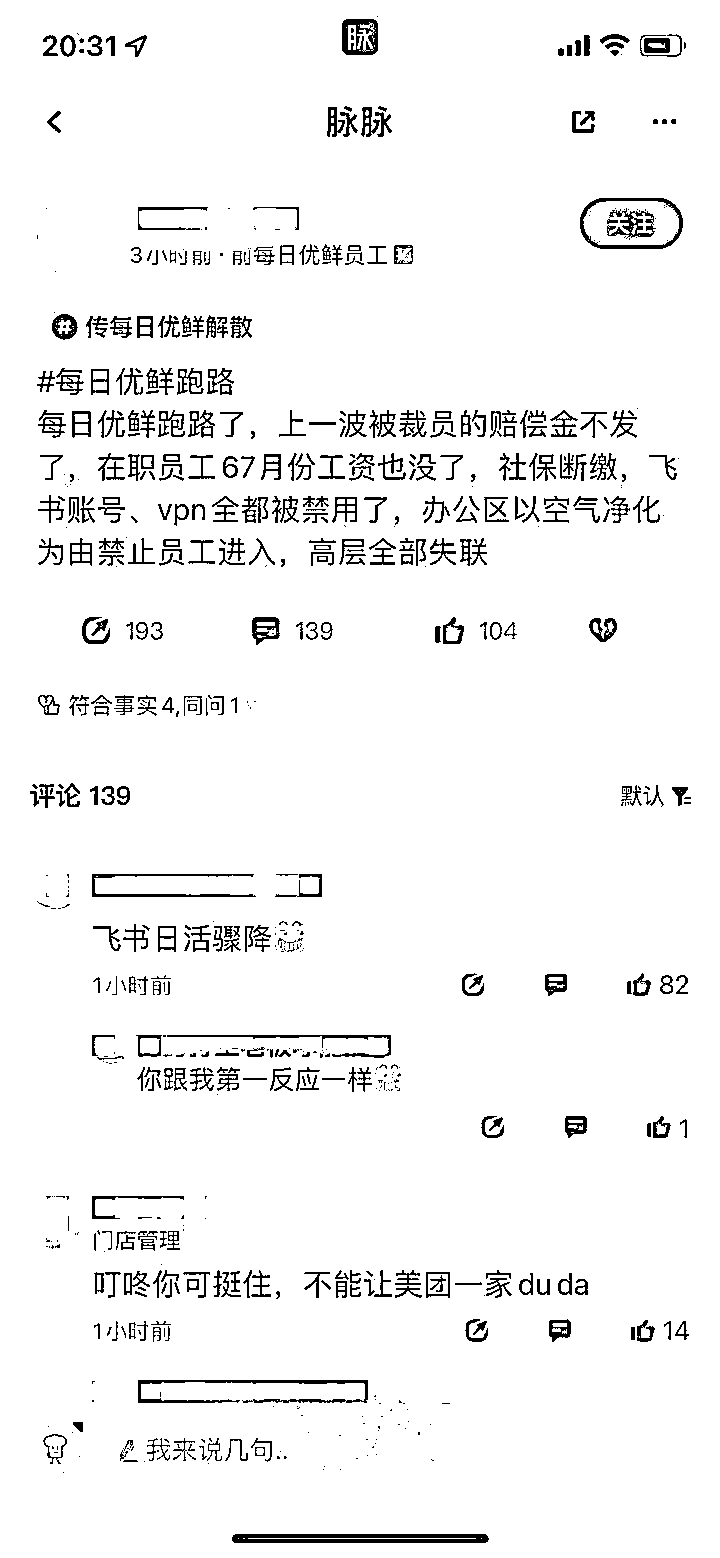 20:31
脉
脉脉
关注
3小时前·前每日优鲜员工
传每日优鲜解散
#每日优鲜跑路
每日优鲜跑路了，上一波被裁员的赔偿金不发
了，在职员工67月份工资也没了，社保断缴，飞
书账号、vpn全都被禁用了，办公区以空气净化
为由禁止员工进入，高层全部失联
193 139 104
符合事实4,同问1
评论 139 默认
飞书日活骤降
1小时前 82
你跟我第一反应一样
1
门店管理
叮咚你可挺住，不能让美团一家du da
1小时前 14
我来说几句..